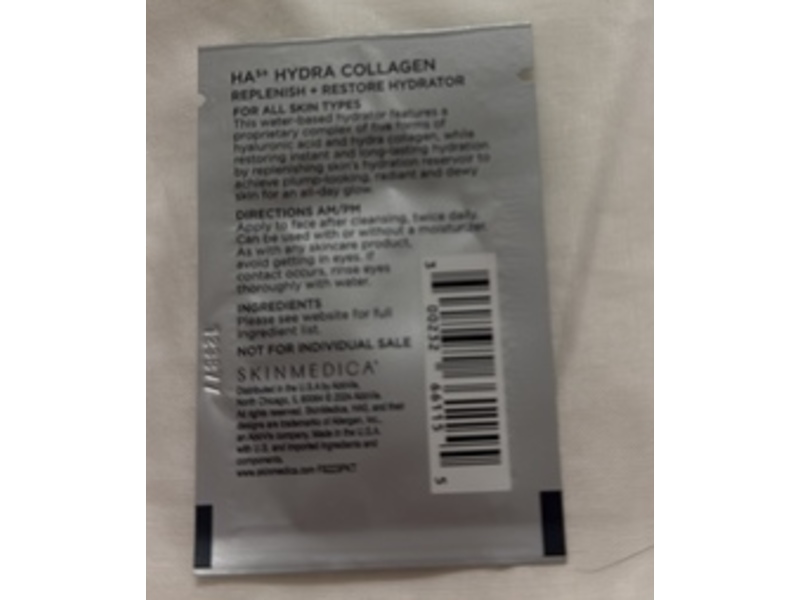 HA⁵® HYDRA COLLAGEN
REPLENISH + RESTORE HYDRATOR
FOR ALL SKIN TYPES
This water-based hydrator features a
proprietary complex of five forms of
hyaluronic acid and hydra collagen, while
restoring instant and long-lasting hydration
by replenishing skin's hydration reservoir to
achieve plump-looking, radiant and dewy
skin for an all-day glow.
DIRECTIONS AM/PM
Apply to face after cleansing, twice daily.
Can be used with or without a moisturizer.
As with any skincare product,
avoid getting in eyes. If
contact occurs, rinse eyes
thoroughly with water.
INGREDIENTS
Please see website for full
ingredient list.
NOT FOR INDIVIDUAL SALE
SKINMEDICA®
Distributed in the U.S.A by AbbVie,
North Chicago, IL 60064 © 2024 AbbVie.
All rights reserved. SkinMedica, HA5, and their
designs are trademarks of Allergan, Inc.,
an AbbVie company. Made in the U.S.A.
with U.S. and imported ingredients and
components.
www.skinmedica.com
3 00232 66115 5